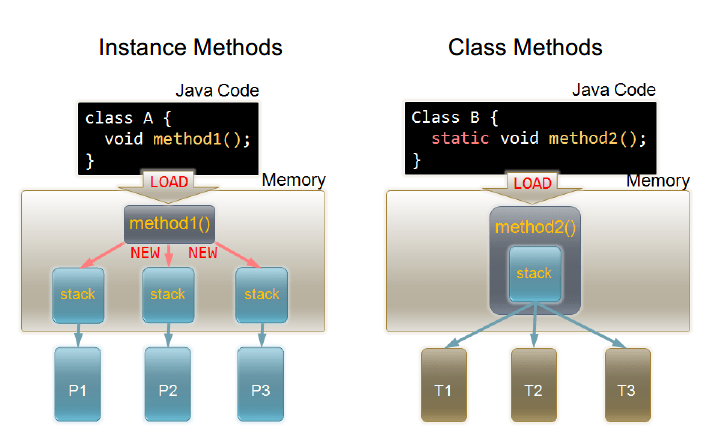 Instance Methods
Java Code
class A {
void method1();
}
LOAD
Memory
method1()
NEW NEW
stack stack stack
P1 P2 P3
Class Methods
Java Code
Class B {
static void method2();
}
LOAD
Memory
method2()
stack
T1 T2 T3